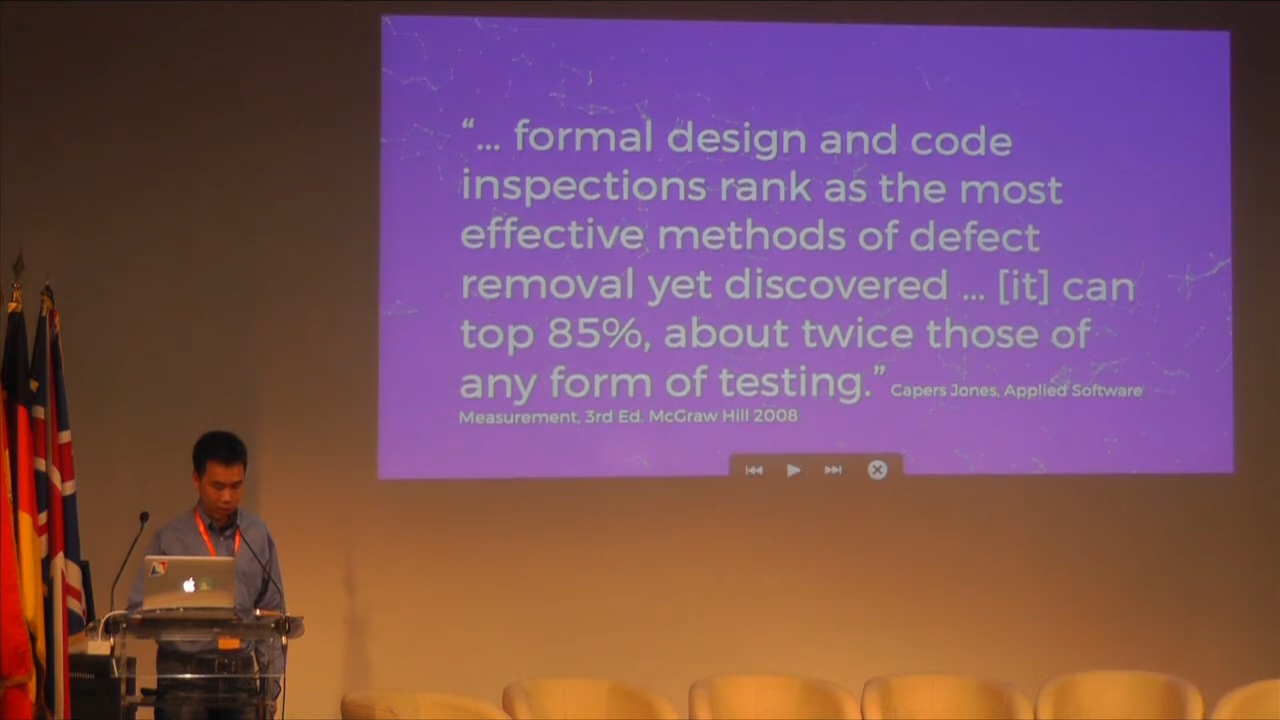 “... formal design and code
inspections rank as the most
effective methods of defect
removal yet discovered ... [it] can
top 85%, about twice those of
any form of testing.” Capers Jones, Applied Software
Measurement, 3rd Ed. McGraw Hill 2008